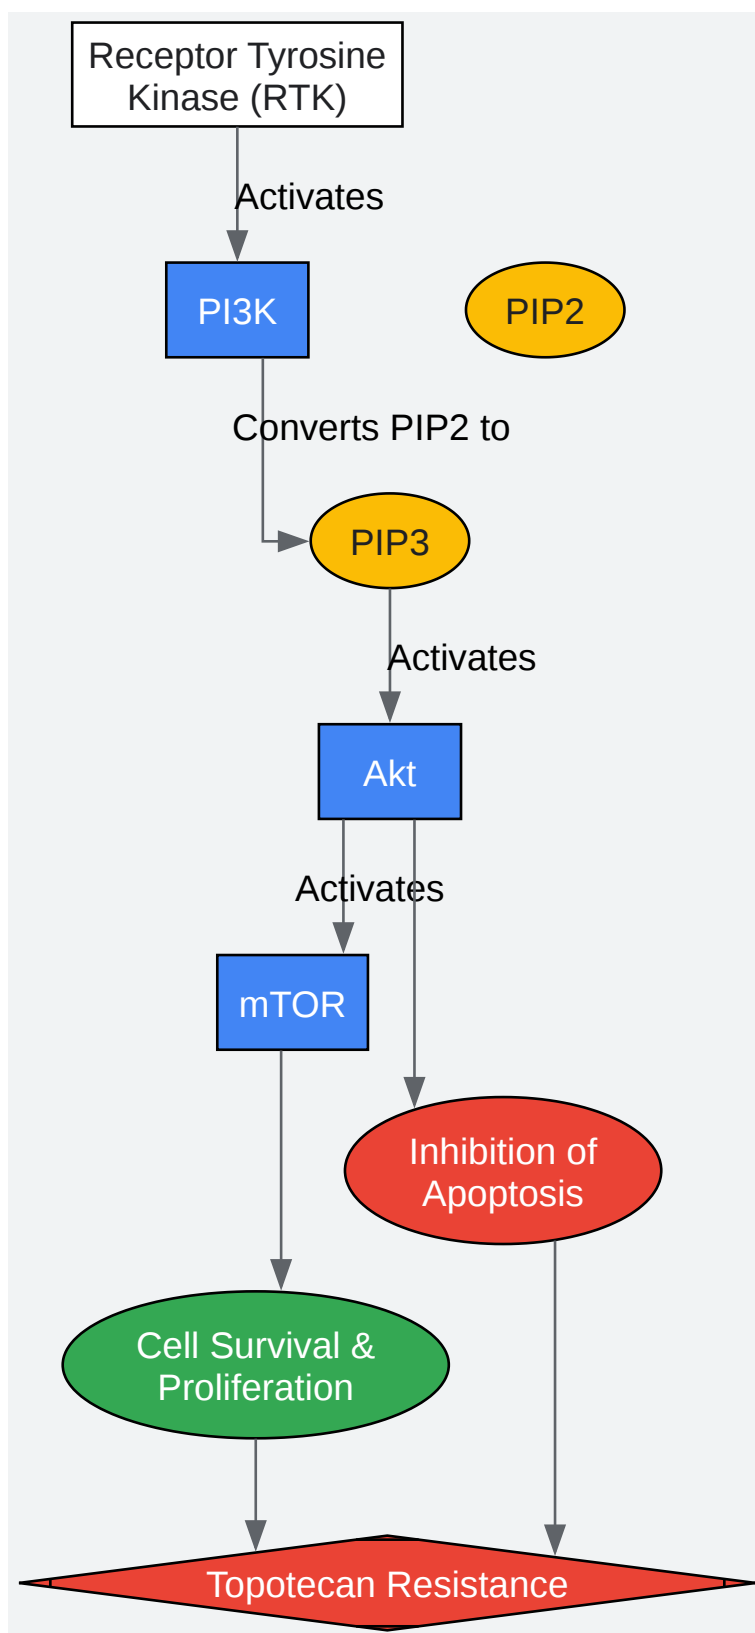 Receptor Tyrosine
Kinase (RTK)
Activates
PI3K
PIP2
Converts PIP2 to
PIP3
Activates
Akt
Activates
mTOR
Inhibition of
Apoptosis
Cell Survival &
Proliferation
Topotecan Resistance